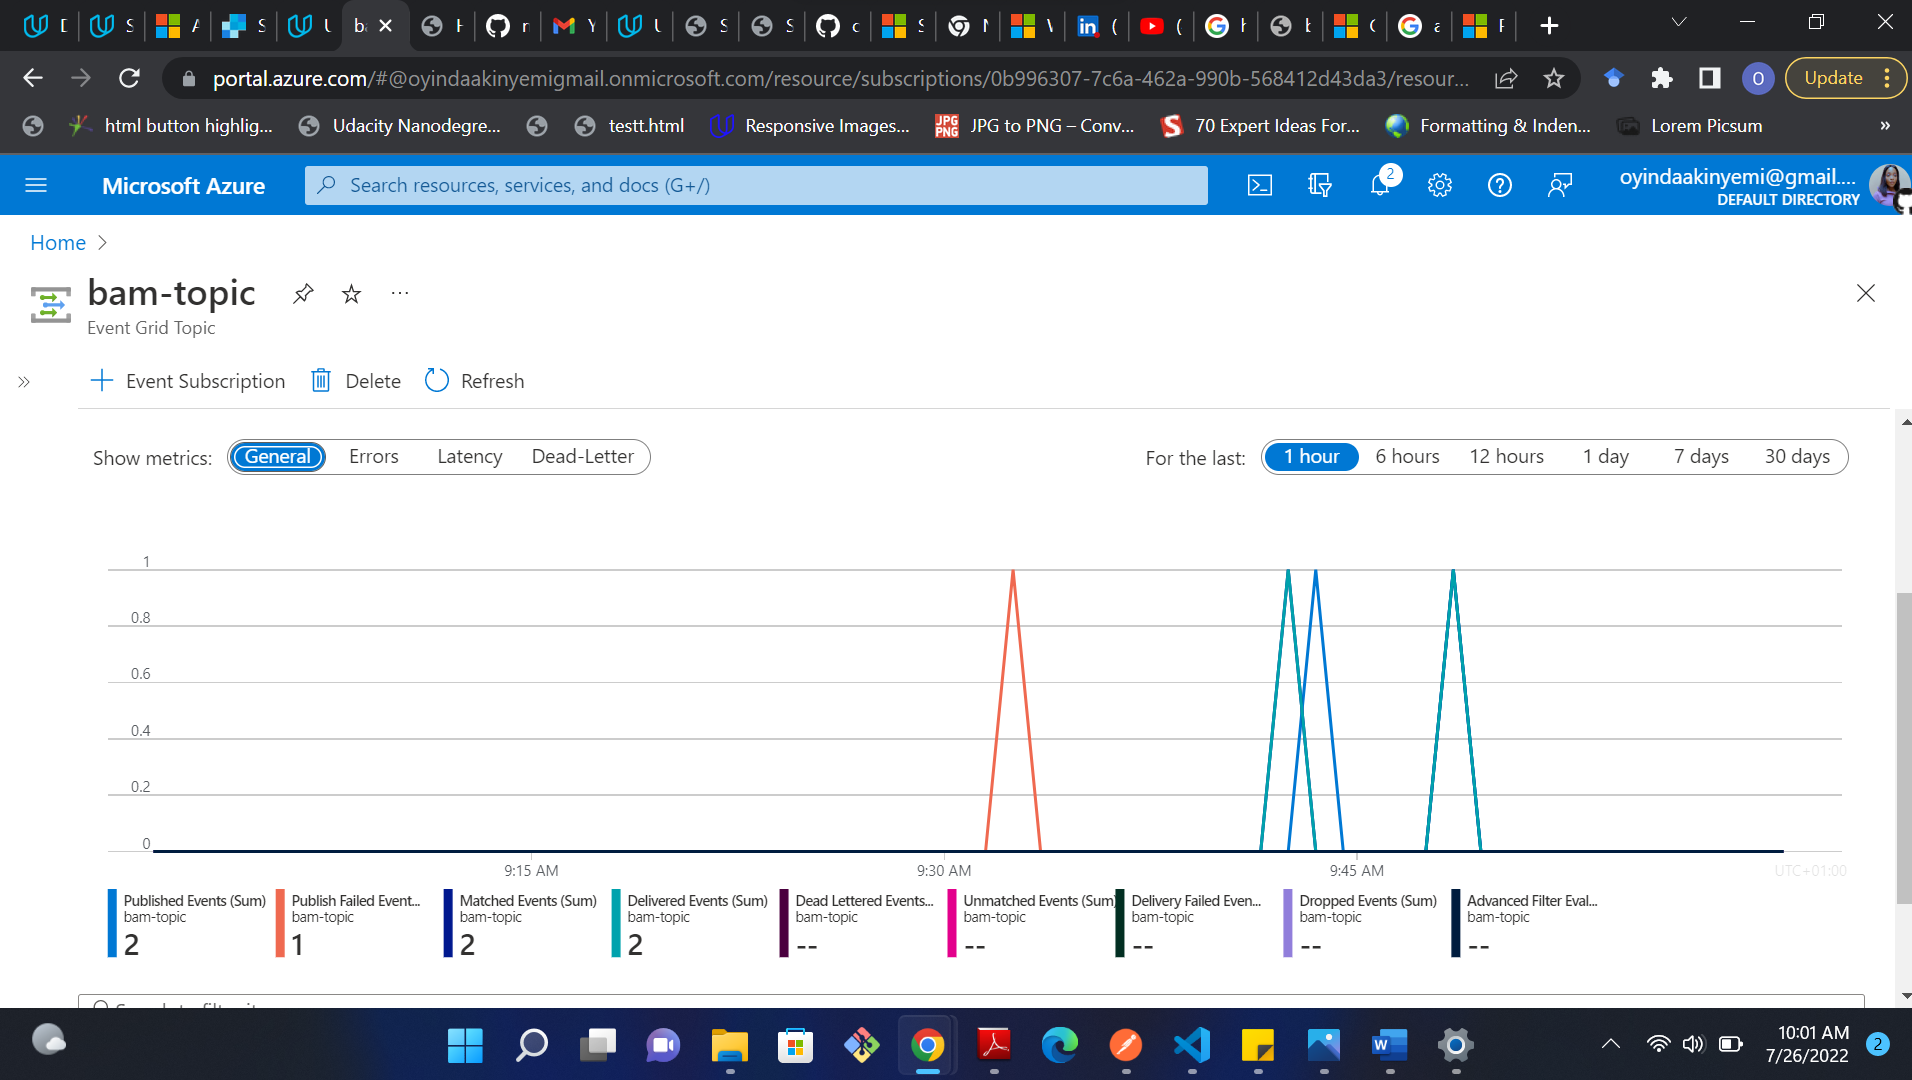 portal.azure.com/#@oyindaakinyemigmail.onmicrosoft.com/resource/subscriptions/0b996307-7c6a-462a-990b-568412d43da3/resour...
O
Update
html button highlig...
Udacity Nanodegre...
testt.html
Responsive Images...
JPG to PNG – Conv...
70 Expert Ideas For...
Formatting & Inden...
Lorem Picsum
»
Microsoft Azure
Search resources, services, and docs (G+/)
2
oyindaakinyemi@gmail....
DEFAULT DIRECTORY
Home
bam-topic
...
Event Grid Topic
Event Subscription
Delete
Refresh
Show metrics:
General
Errors
Latency
Dead-Letter
For the last:
1 hour
6 hours
12 hours
1 day
7 days
30 days
1
0.8
0.6
0.4
0.2
0
9:15 AM
9:30 AM
9:45 AM
UTC+01:00
Published Events (Sum)
bam-topic
2
Publish Failed Event...
bam-topic
1
Matched Events (Sum)
bam-topic
2
Delivered Events (Sum)
bam-topic
2
Dead Lettered Events...
bam-topic
--
Unmatched Events (Sum)
bam-topic
--
Delivery Failed Even...
bam-topic
--
Dropped Events (Sum)
bam-topic
--
Advanced Filter Eval...
bam-topic
--
10:01 AM
7/26/2022
2